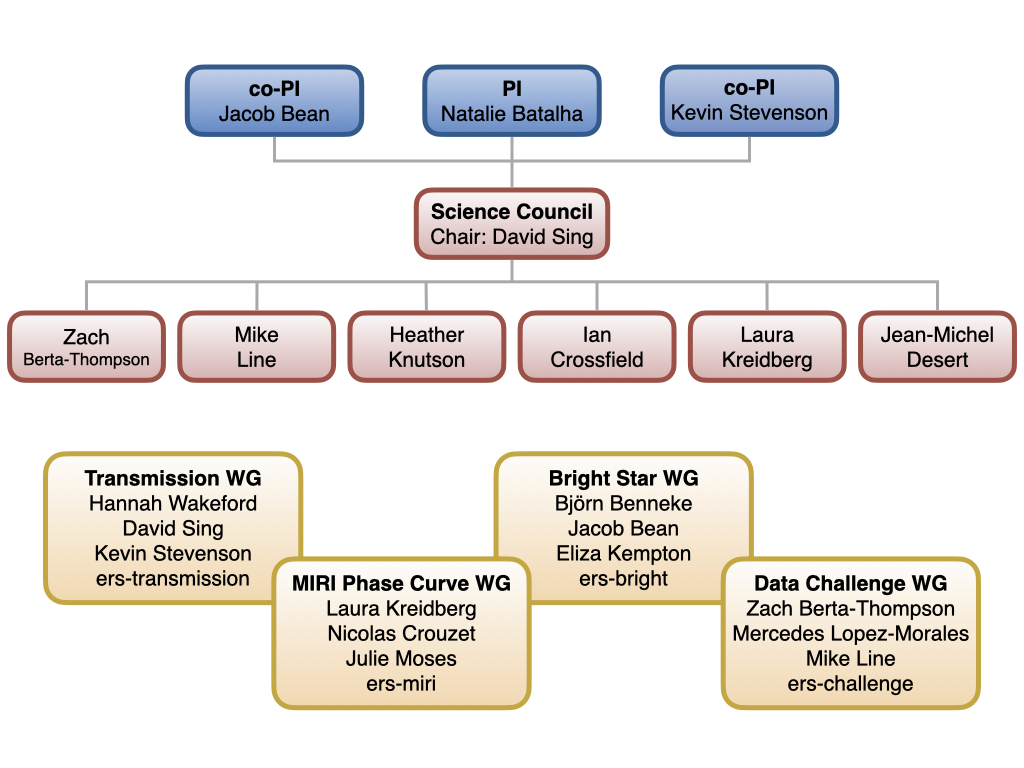 co-PI
Jacob Bean
PI
Natalie Batalha
co-PI
Kevin Stevenson
Science Council
Chair: David Sing
Zach
Berta-Thompson
Mike
Line
Heather
Knutson
Ian
Crossfield
Laura
Kreidberg
Jean-Michel
Desert
Transmission WG
Hannah Wakeford
David Sing
Kevin Stevenson
ers-transmission
MIRI Phase Curve WG
Laura Kreidberg
Nicolas Crouzet
Julie Moses
ers-miri
Bright Star WG
Björn Benneke
Jacob Bean
Eliza Kempton
ers-bright
Data Challenge WG
Zach Berta-Thompson
Mercedes Lopez-Morales
Mike Line
ers-challenge